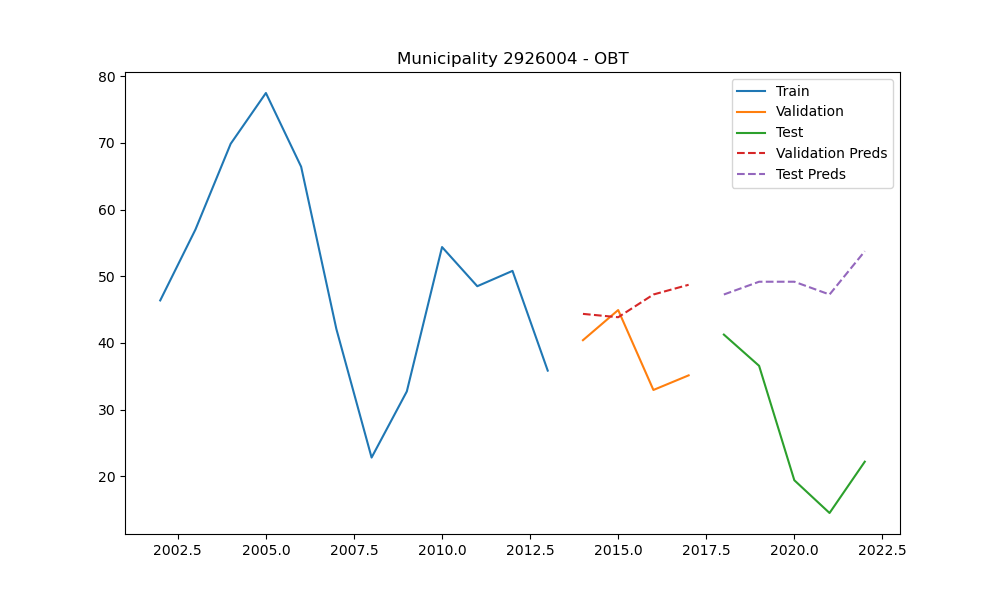 Municipality 2926004 - OBT
80
70
60
50
40
30
20
2002.5 2005.0 2007.5 2010.0 2012.5 2015.0 2017.5 2020.0 2022.5
Train
Validation
Test
Validation Preds
Test Preds